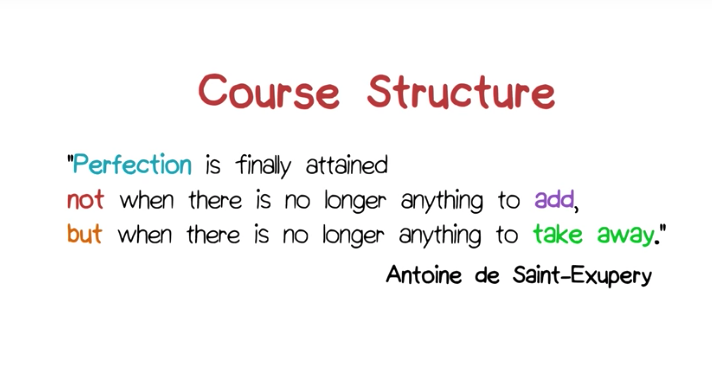 Course Structure
"Perfection is finally attained
not when there is no longer anything to add,
but when there is no longer anything to take away."
Antoine de Saint-Exupery